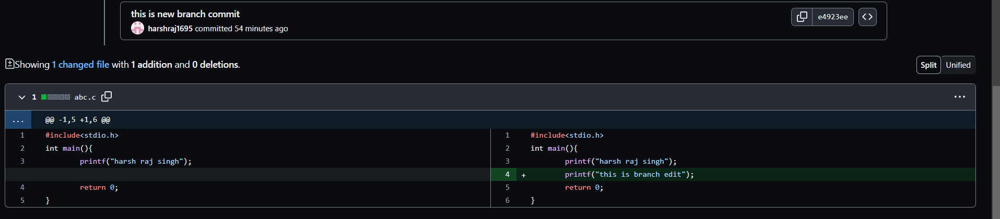 this is new branch commit
e4923ee
harshraj1695 committed 54 minutes ago
Showing 1 changed file with 1 addition and 0 deletions.
Split Unified
1 abc.c
... @@ -1,5 +1,6 @@
1 #include<stdio.h> 1 #include<stdio.h>
2 int main(){ 2 int main(){
3 printf("harsh raj singh"); 3 printf("harsh raj singh");
4 + printf("this is branch edit");
4 return 0; 5 return 0;
5 } 6 }